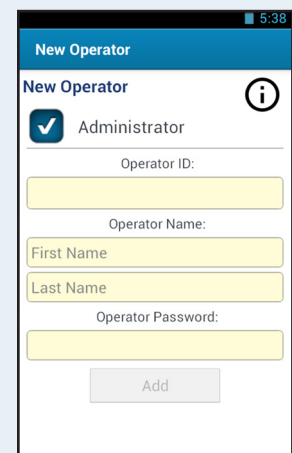 5:38
New Operator
New Operator
Administrator
Operator ID:
Operator Name:
First Name
Last Name
Operator Password:
Add